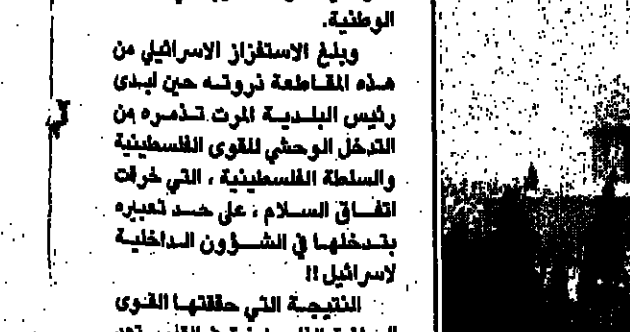 الوطنية.
وبلغ الاستفزاز الاسرائيلي من
هذه المقاطعة ذروته حين ابدى
رئيس البلدية المرت تذمره من
التدخل الوحشي للقوى الفلسطينية
والسلطة الفلسطينية ، التي خرقت
اتفاق السلام ، على حد تعبيره
بتدخلها في الشؤون الداخلية
لاسرائيل !!
النتيجة التي حققتها القوى